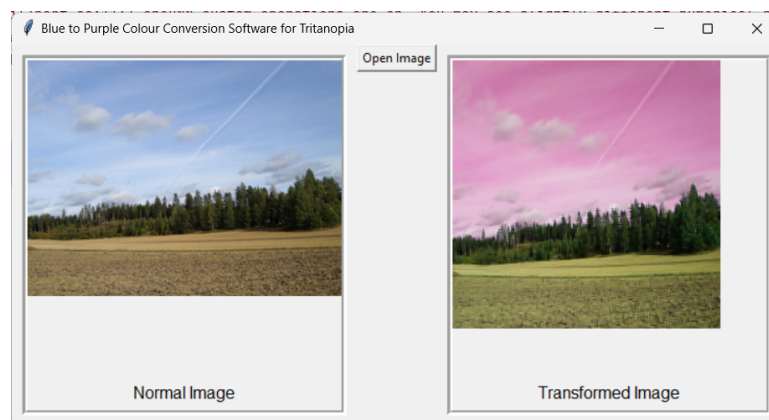 Blue to Purple Colour Conversion Software for Tritanopia
Open Image
Normal Image
Transformed Image